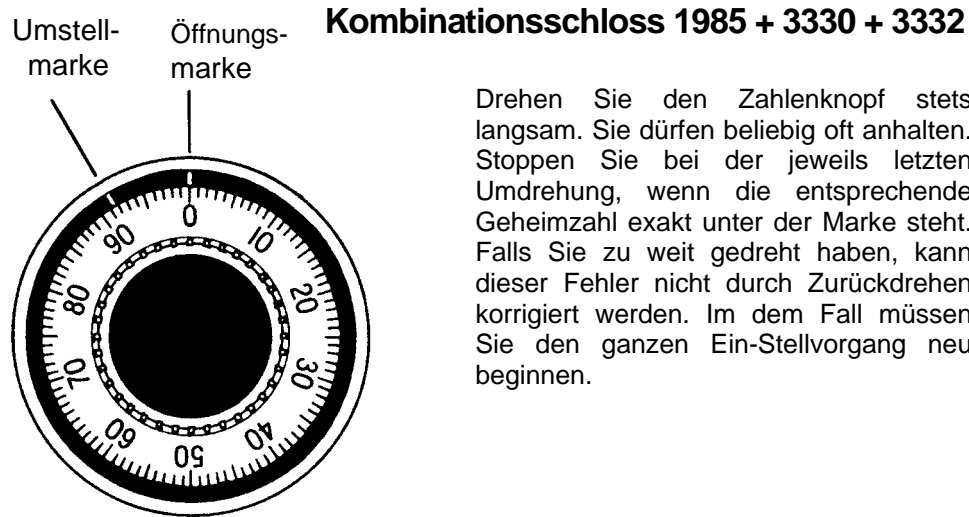 Umstell-
marke
Öffnungs-
marke
Kombinationsschloss 1985 + 3330 + 3332
Drehen Sie den Zahlenknopf stets
langsam. Sie dürfen beliebig oft anhalten.
Stoppen Sie bei der jeweils letzten
Umdrehung, wenn die entsprechende
Geheimzahl exakt unter der Marke steht.
Falls Sie zu weit gedreht haben, kann
dieser Fehler nicht durch Zurückdrehen
korrigiert werden. Im dem Fall müssen
Sie den ganzen Ein-Stellvorgang neu
beginnen.
0
10
20
30
40
50
60
70
80
90